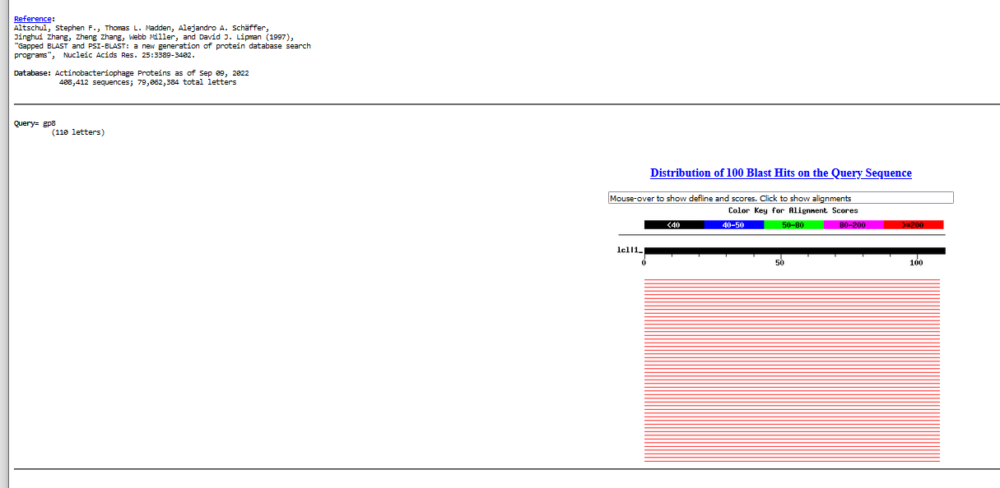 Reference:
Altschul, Stephen F., Thomas L. Madden, Alejandro A. Schäffer,
Jinghui Zhang, Zheng Zhang, Webb Miller, and David J. Lipman (1997),
"Gapped BLAST and PSI-BLAST: a new generation of protein database search
programs",  Nucleic Acids Res. 25:3389-3402.
Database: Actinobacteriophage Proteins as of Sep 09, 2022
408,412 sequences; 79,062,384 total letters
Query= gp8
(110 letters)
Distribution of 100 Blast Hits on the Query Sequence
Mouse-over to show defline and scores. Click to show alignments
Color Key for Alignment Scores
<40 40-50 50-80 80-200 >=200
lcl|1_
0 50 100